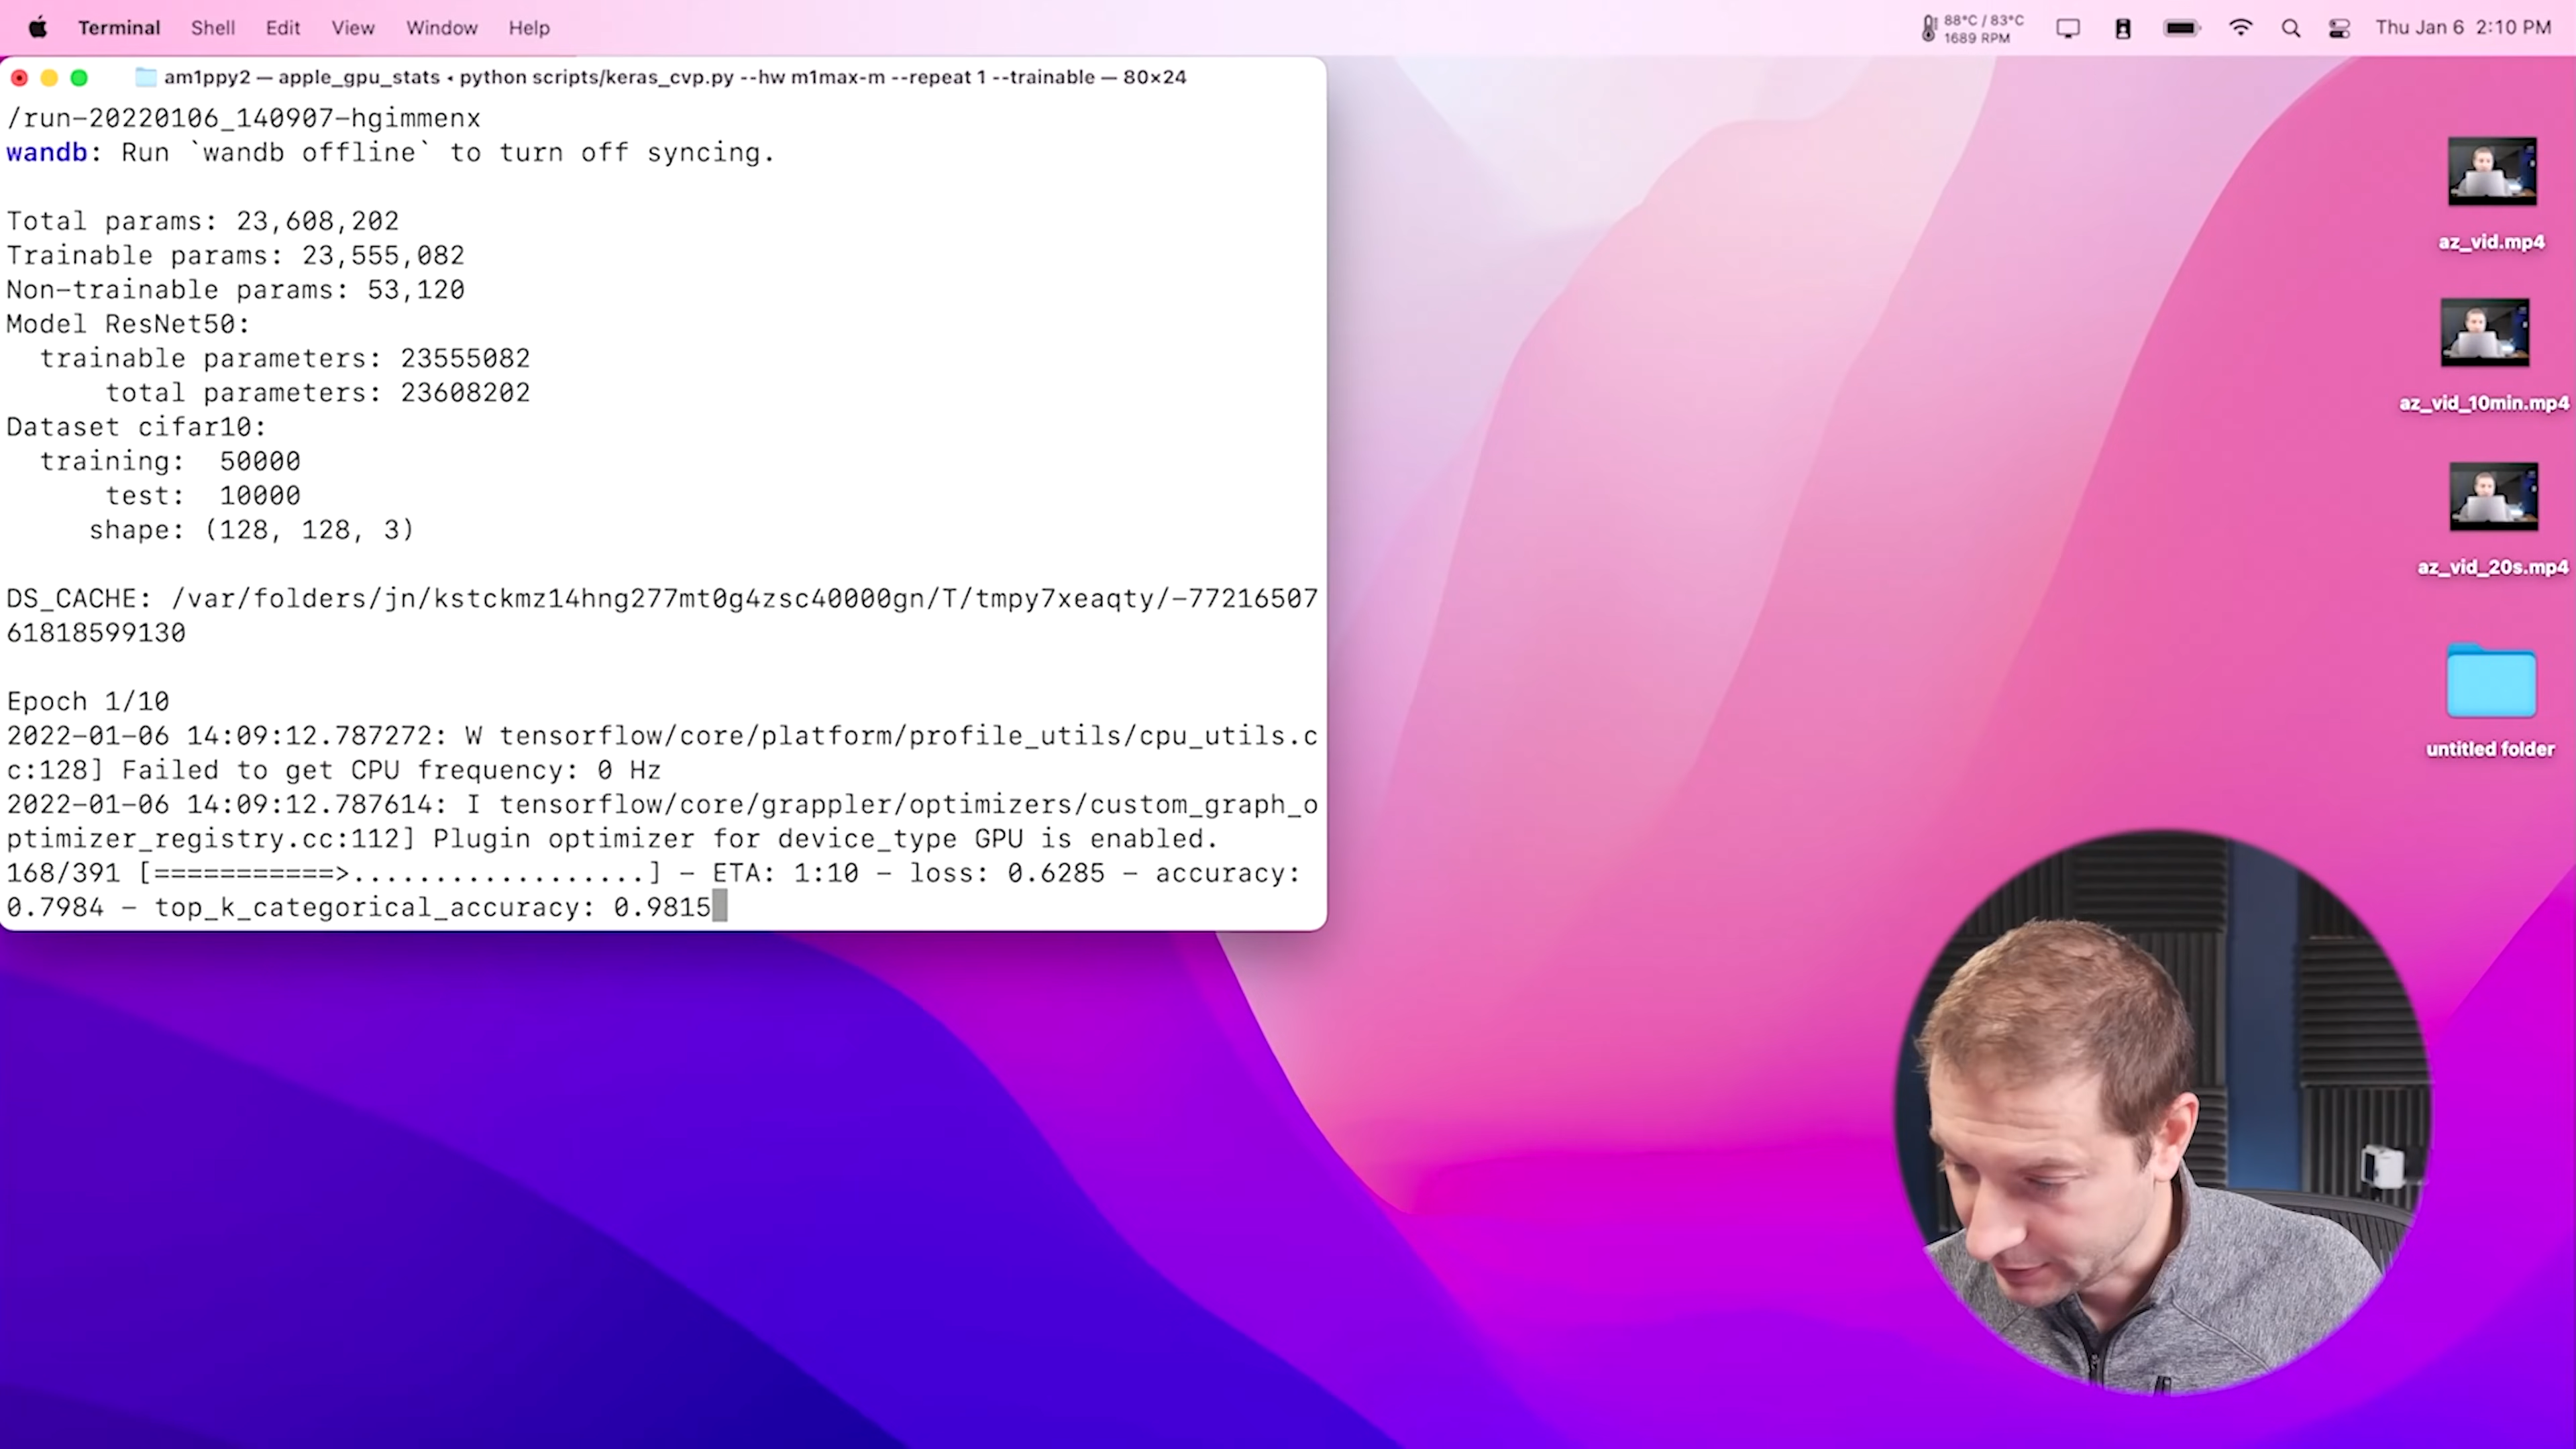 Terminal Shell Edit View Window Help 88°C / 83°C Thu Jan 6 2:10 PM
1689 RPM
am1ppy2 — apple_gpu_stats • python scripts/keras_cvp.py --hw m1max-m --repeat 1 --trainable — 80×24
/run-20220106_140907-hgimmenx
wandb: Run `wandb offline` to turn off syncing.
Total params: 23,608,202
Trainable params: 23,555,082
Non-trainable params: 53,120
Model ResNet50:
trainable parameters: 23555082
total parameters: 23608202
Dataset cifar10:
training: 50000
test: 10000
shape: (128, 128, 3)
DS_CACHE: /var/folders/jn/kstckmz14hng277mt0g4zsc40000gn/T/tmpy7xeaqty/-77216507
61818599130
Epoch 1/10
2022-01-06 14:09:12.787272: W tensorflow/core/platform/profile_utils/cpu_utils.c
c:128] Failed to get CPU frequency: 0 Hz
2022-01-06 14:09:12.787614: I tensorflow/core/grappler/optimizers/custom_graph_o
ptimizer_registry.cc:112] Plugin optimizer for device_type GPU is enabled.
168/391 [===========>..................] - ETA: 1:10 - loss: 0.6285 - accuracy:
0.7984 - top_k_categorical_accuracy: 0.9815
az_vid.mp4
az_vid_10min.mp4
az_vid_20s.mp4
untitled folder